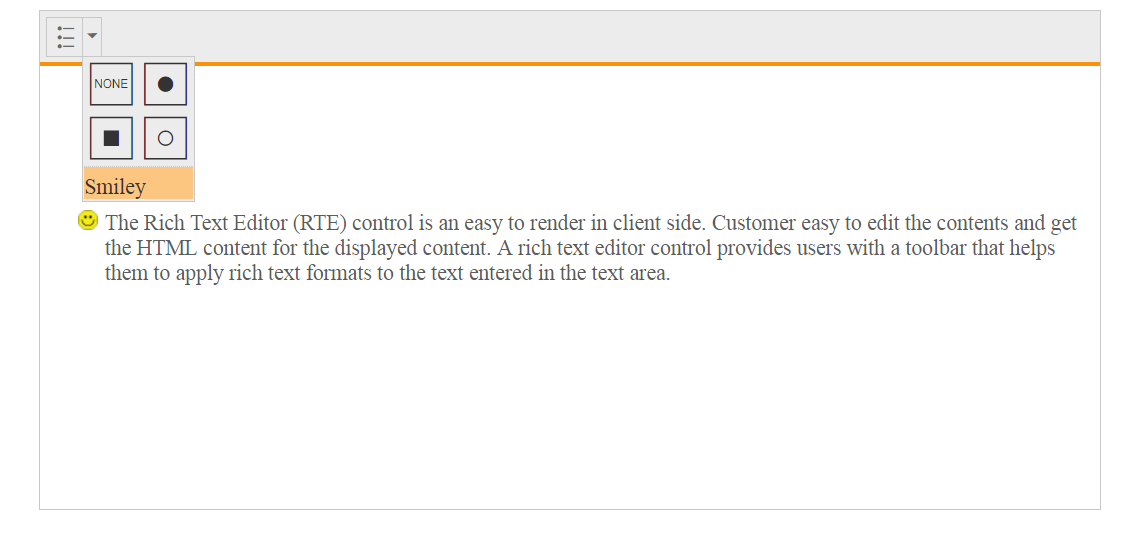 NONE
Smiley
The Rich Text Editor (RTE) control is an easy to render in client side. Customer easy to edit the contents and get
the HTML content for the displayed content. A rich text editor control provides users with a toolbar that helps
them to apply rich text formats to the text entered in the text area.